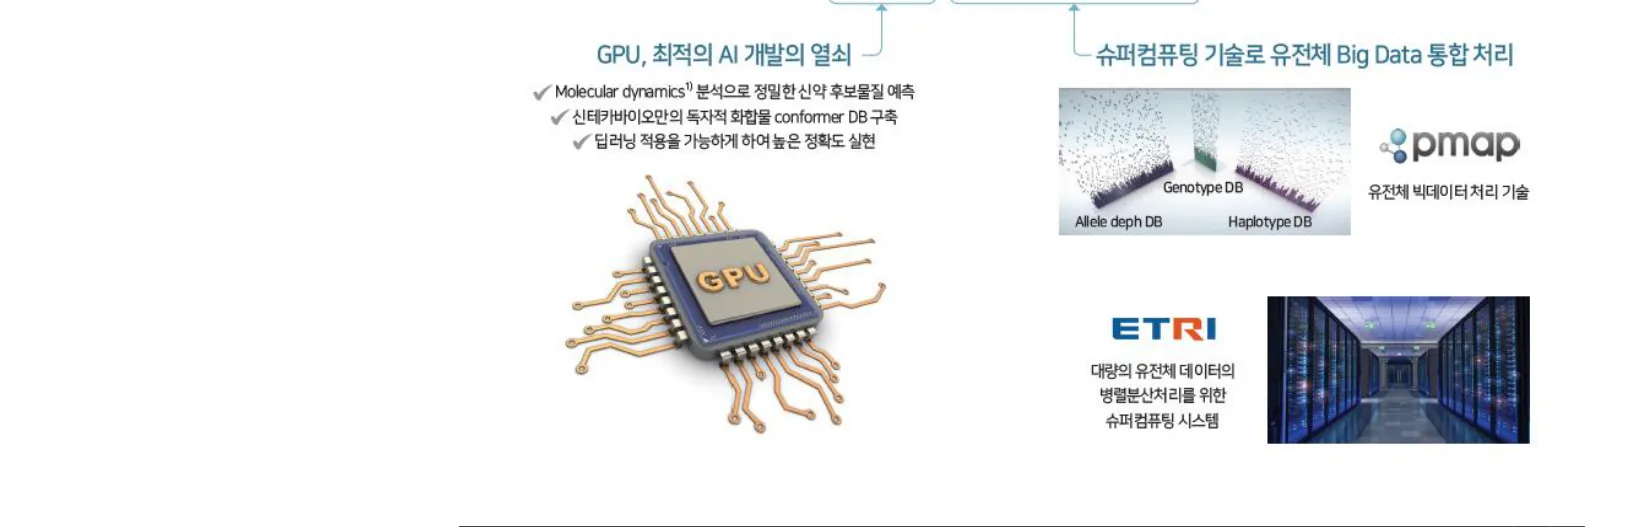 GPU, 최적의 AI 개발의 열쇠
Molecular dynamics¹⁾ 분석으로 정밀한 신약 후보물질 예측
신테카바이오만의 독자적 화합물 conformer DB 구축
딥러닝 적용을 가능하게 하여 높은 정확도 실현
GPU
슈퍼컴퓨팅 기술로 유전체 Big Data 통합 처리
Genotype DB
Allele deph DB
Haplotype DB
pmap
유전체 빅데이터 처리 기술
ETRI
대량의 유전체 데이터의
병렬분산처리를 위한
슈퍼컴퓨팅 시스템